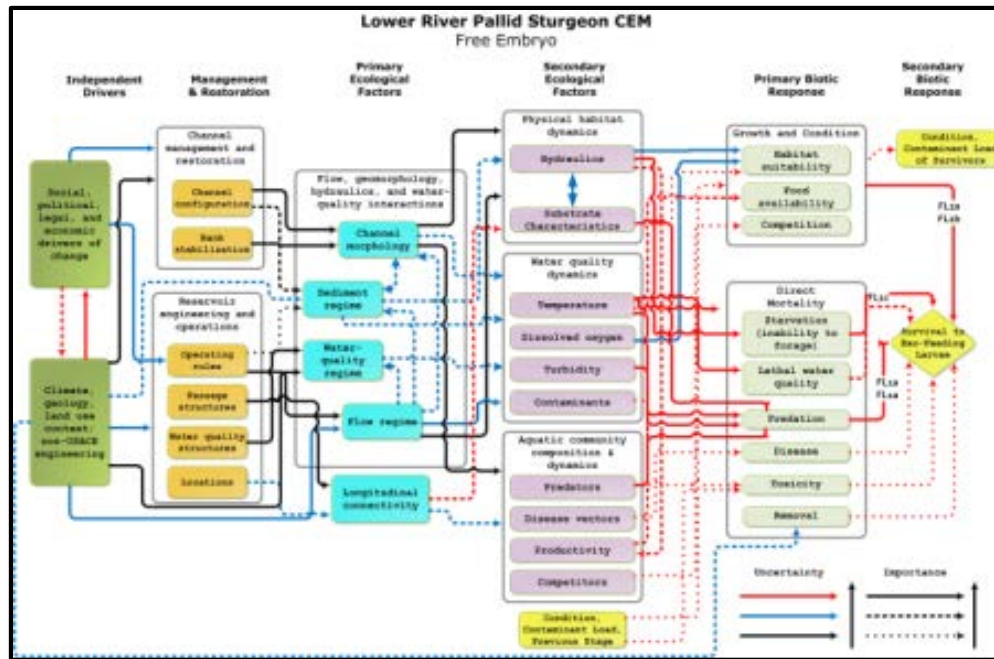 Lower River Pallid Sturgeon CEM
Free Embryo
Independent
Drivers
Management
& Restoration
Primary
Ecological
Factors
Secondary
Ecological
Factors
Primary Biotic
Response
Secondary
Biotic
Response
Social,
political,
legal, and
economic
drivers of
change
Climate,
geology,
land use
context; non-USACE
engineering
Channel
management and
restoration
Channel
configuration
Bank
stabilization
Reservoir
engineering and
operations
Operating
rules
Passage
structures
Water quality
structures
Locations
Flow, geomorphology,
hydraulics, and water-
quality interactions
Channel
morphology
Sediment
regime
Water-
quality regime
Flow regime
Longitudinal
connectivity
Physical habitat
dynamics
Hydraulics
Substrate
Characteristics
Water quality
dynamics
Temperature
Dissolved oxygen
Turbidity
Contaminants
Aquatic community
composition &
dynamics
Predators
Disease vectors
Productivity
Competitors
Condition,
Contaminant Load,
Previous Stage
Growth and Condition
Habitat
suitability
Food
availability
Competition
Direct
Mortality
Starvation
(inability to
forage)
Lethal water
quality
Predation
Disease
Toxicity
Removal
Condition,
Contaminant Load
of Survivors
Survival to
Exo-Feeding
Larvae
Uncertainty
Importance